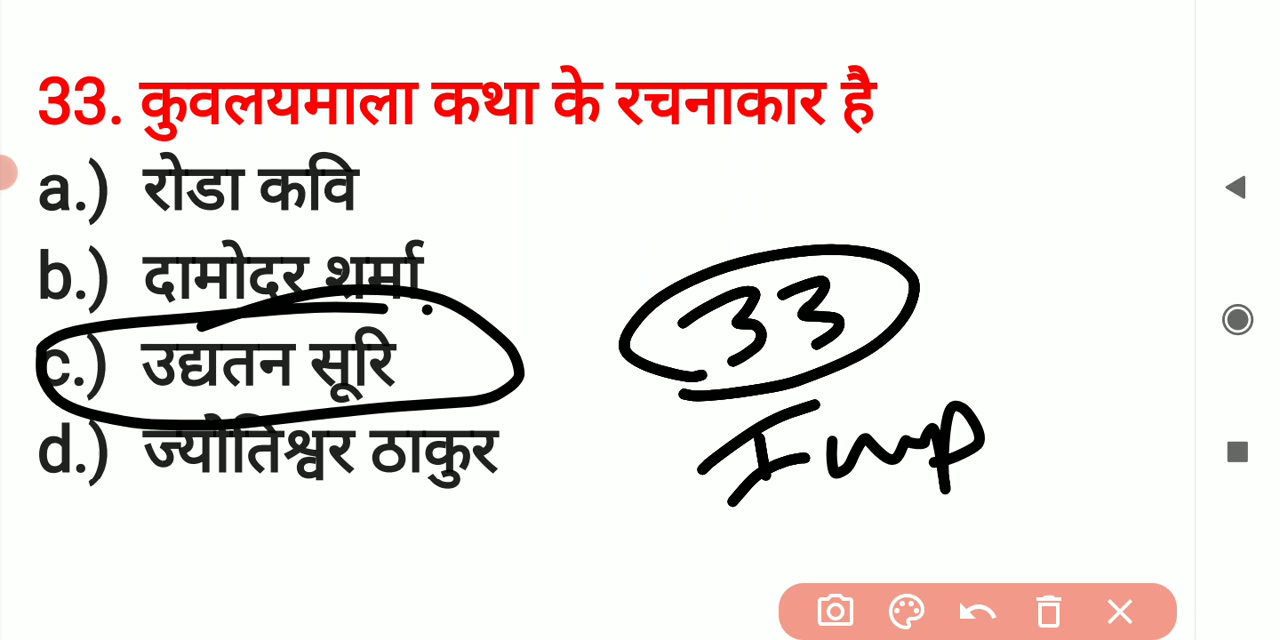 33. कुवलयमाला कथा के रचनाकार है
a.) रोडा कवि
b.) दामोदर शर्मा
c.) उद्यतन सूरि
d.) ज्योतिश्वर ठाकुर
33
Imp